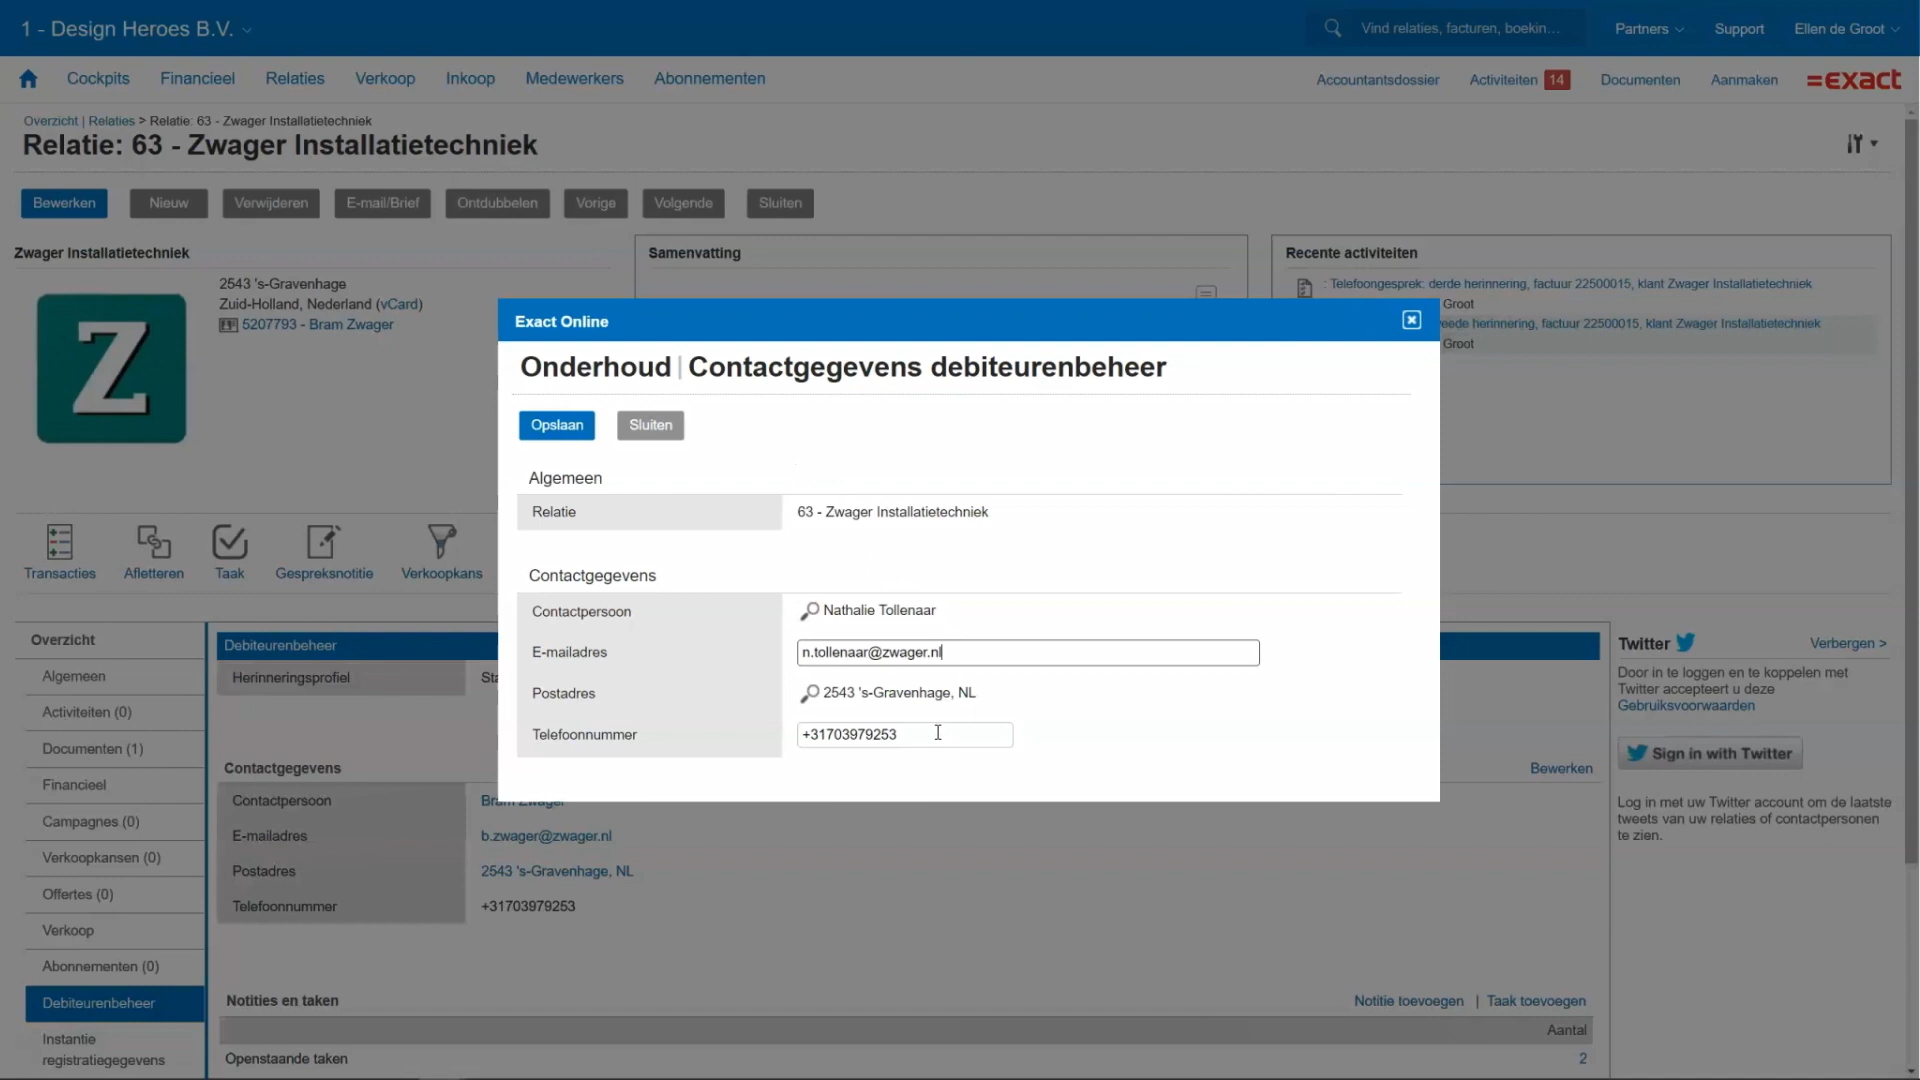 1 - Design Heroes B.V.
Vind relaties, facturen, boekin...
Partners
Support
Ellen de Groot
Cockpits
Financieel
Relaties
Verkoop
Inkoop
Medewerkers
Abonnementen
Accountantsdossier
Activiteiten 14
Documenten
Aanmaken
=exact
Overzicht | Relaties > Relatie: 63 - Zwager Installatietechniek
Relatie: 63 - Zwager Installatietechniek
Bewerken
Nieuw
Verwijderen
E-mail/Brief
Ontdubbelen
Vorige
Volgende
Sluiten
Zwager Installatietechniek
Z
2543 's-Gravenhage
Zuid-Holland, Nederland (vCard)
5207793 - Bram Zwager
Samenvatting
Recente activiteiten
: Telefoongesprek: derde herinnering, factuur 22500015, klant Zwager Installatietechniek
Groot
eede herinnering, factuur 22500015, klant Zwager Installatietechniek
Groot
Exact Online
Onderhoud | Contactgegevens debiteurenbeheer
Opslaan
Sluiten
Algemeen
Relatie
63 - Zwager Installatietechniek
Contactgegevens
Contactpersoon
Nathalie Tollenaar
E-mailadres
n.tollenaar@zwager.nl
Postadres
2543 's-Gravenhage, NL
Telefoonnummer
+31703979253
Transacties
Afletteren
Taak
Gespreksnotitie
Verkoopkans
Overzicht
Algemeen
Activiteiten (0)
Documenten (1)
Financieel
Campagnes (0)
Verkoopkansen (0)
Offertes (0)
Verkoop
Abonnementen (0)
Debiteurenbeheer
Instantie
registratiegegevens
Debiteurenbeheer
Herinneringsprofiel
Sta
Contactgegevens
Bewerken
Contactpersoon
Bram Zwager
E-mailadres
b.zwager@zwager.nl
Postadres
2543 's-Gravenhage, NL
Telefoonnummer
+31703979253
Notities en taken
Notitie toevoegen | Taak toevoegen
Aantal
Openstaande taken
2
Twitter
Verbergen >
Door in te loggen en te koppelen met
Twitter accepteert u deze
Gebruiksvoorwaarden
Sign in with Twitter
Log in met uw Twitter account om de laatste
tweets van uw relaties of contactpersonen
te zien.